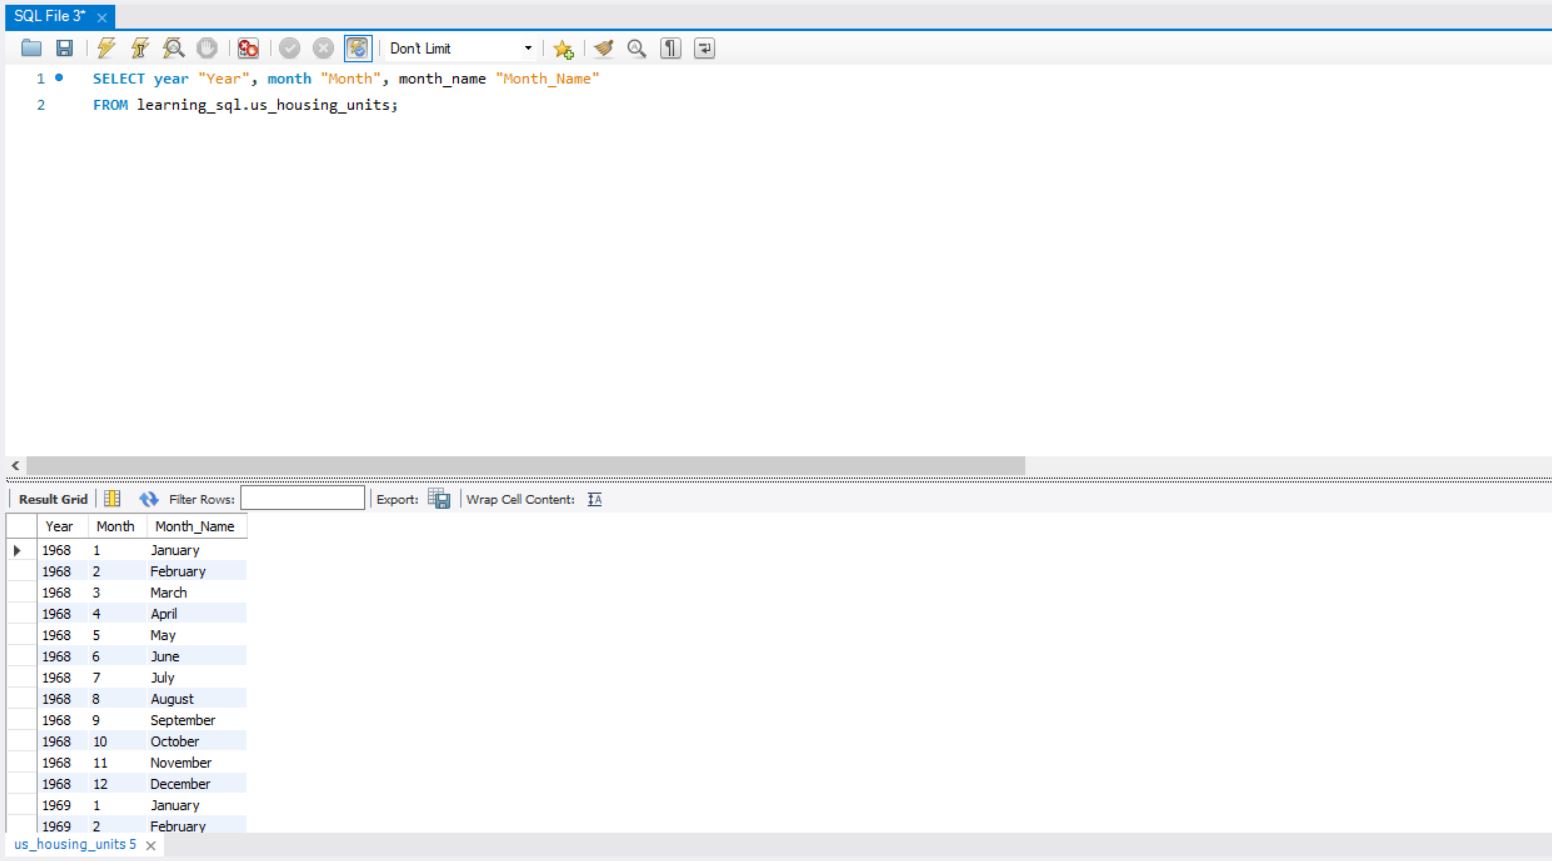 SQL File 3*
Don't Limit
1 SELECT year "Year", month "Month", month_name "Month_Name"
2 FROM learning_sql.us_housing_units;
Result Grid Filter Rows: Export: Wrap Cell Content:
Year Month Month_Name
1968 1 January
1968 2 February
1968 3 March
1968 4 April
1968 5 May
1968 6 June
1968 7 July
1968 8 August
1968 9 September
1968 10 October
1968 11 November
1968 12 December
1969 1 January
1969 2 February
us_housing_units 5